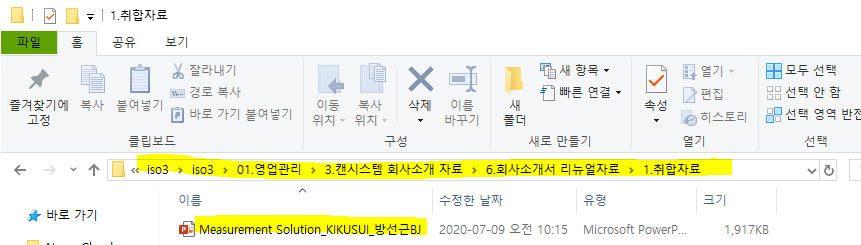 1.취합자료
파일 홈 공유 보기
즐겨찾기에 고정
복사
붙여넣기
잘라내기
경로 복사
바로 가기 붙여넣기
클립보드
이동 위치
복사 위치
삭제
이름 바꾸기
구성
새 폴더
새 항목
빠른 연결
새로 만들기
속성
열기
편집
히스토리
열기
모두 선택
선택 안 함
선택 영역 반전
선택
« iso3 › iso3 › 01.영업관리 › 3.캔시스템 회사소개 자료 › 6.회사소개서 리뉴얼자료 › 1.취합자료
이름 수정한 날짜 유형 크기
바로 가기
Measurement Solution_KIKUSUI_방선근BJ 2020-07-09 오전 10:15 Microsoft PowerP... 1,917KB